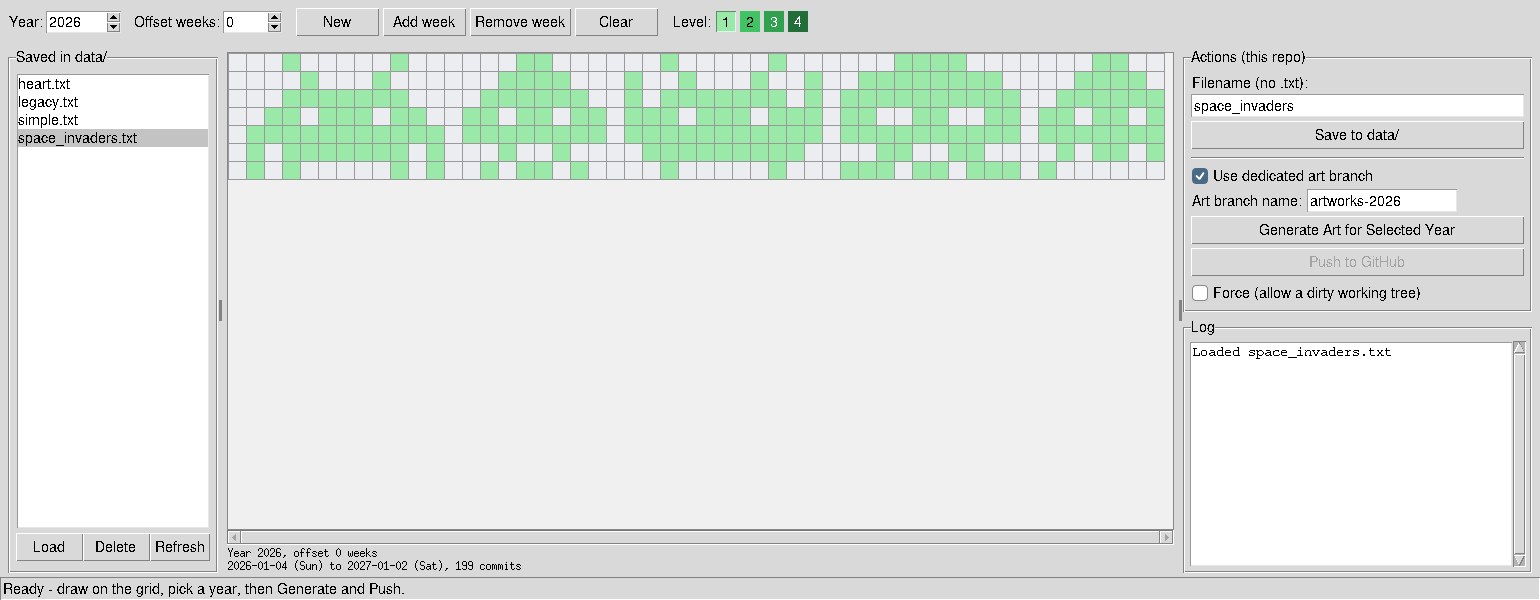 Year: 2026 Offset weeks: 0 New Add week Remove week Clear Level: 1 2 3 4
Saved in data/
heart.txt
legacy.txt
simple.txt
space_invaders.txt
Load Delete Refresh
Year 2026, offset 0 weeks
2026-01-04 (Sun) to 2027-01-02 (Sat), 199 commits
Actions (this repo)
Filename (no .txt):
space_invaders
Save to data/
Use dedicated art branch
Art branch name: artworks-2026
Generate Art for Selected Year
Push to GitHub
Force (allow a dirty working tree)
Log
Loaded space_invaders.txt
Ready - draw on the grid, pick a year, then Generate and Push.